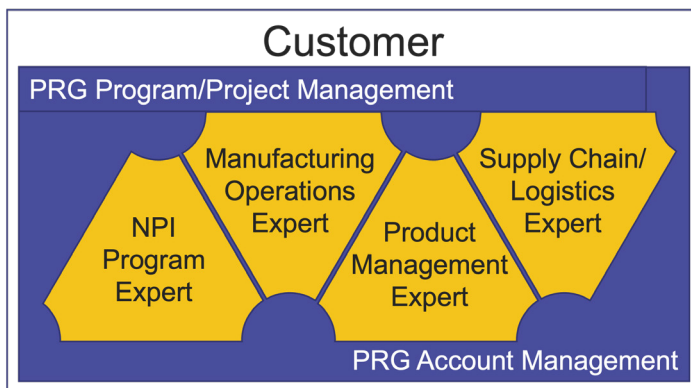 Customer
PRG Program/Project Management
NPI
Program
Expert
Manufacturing
Operations
Expert
Product
Management
Expert
Supply Chain/
Logistics
Expert
PRG Account Management